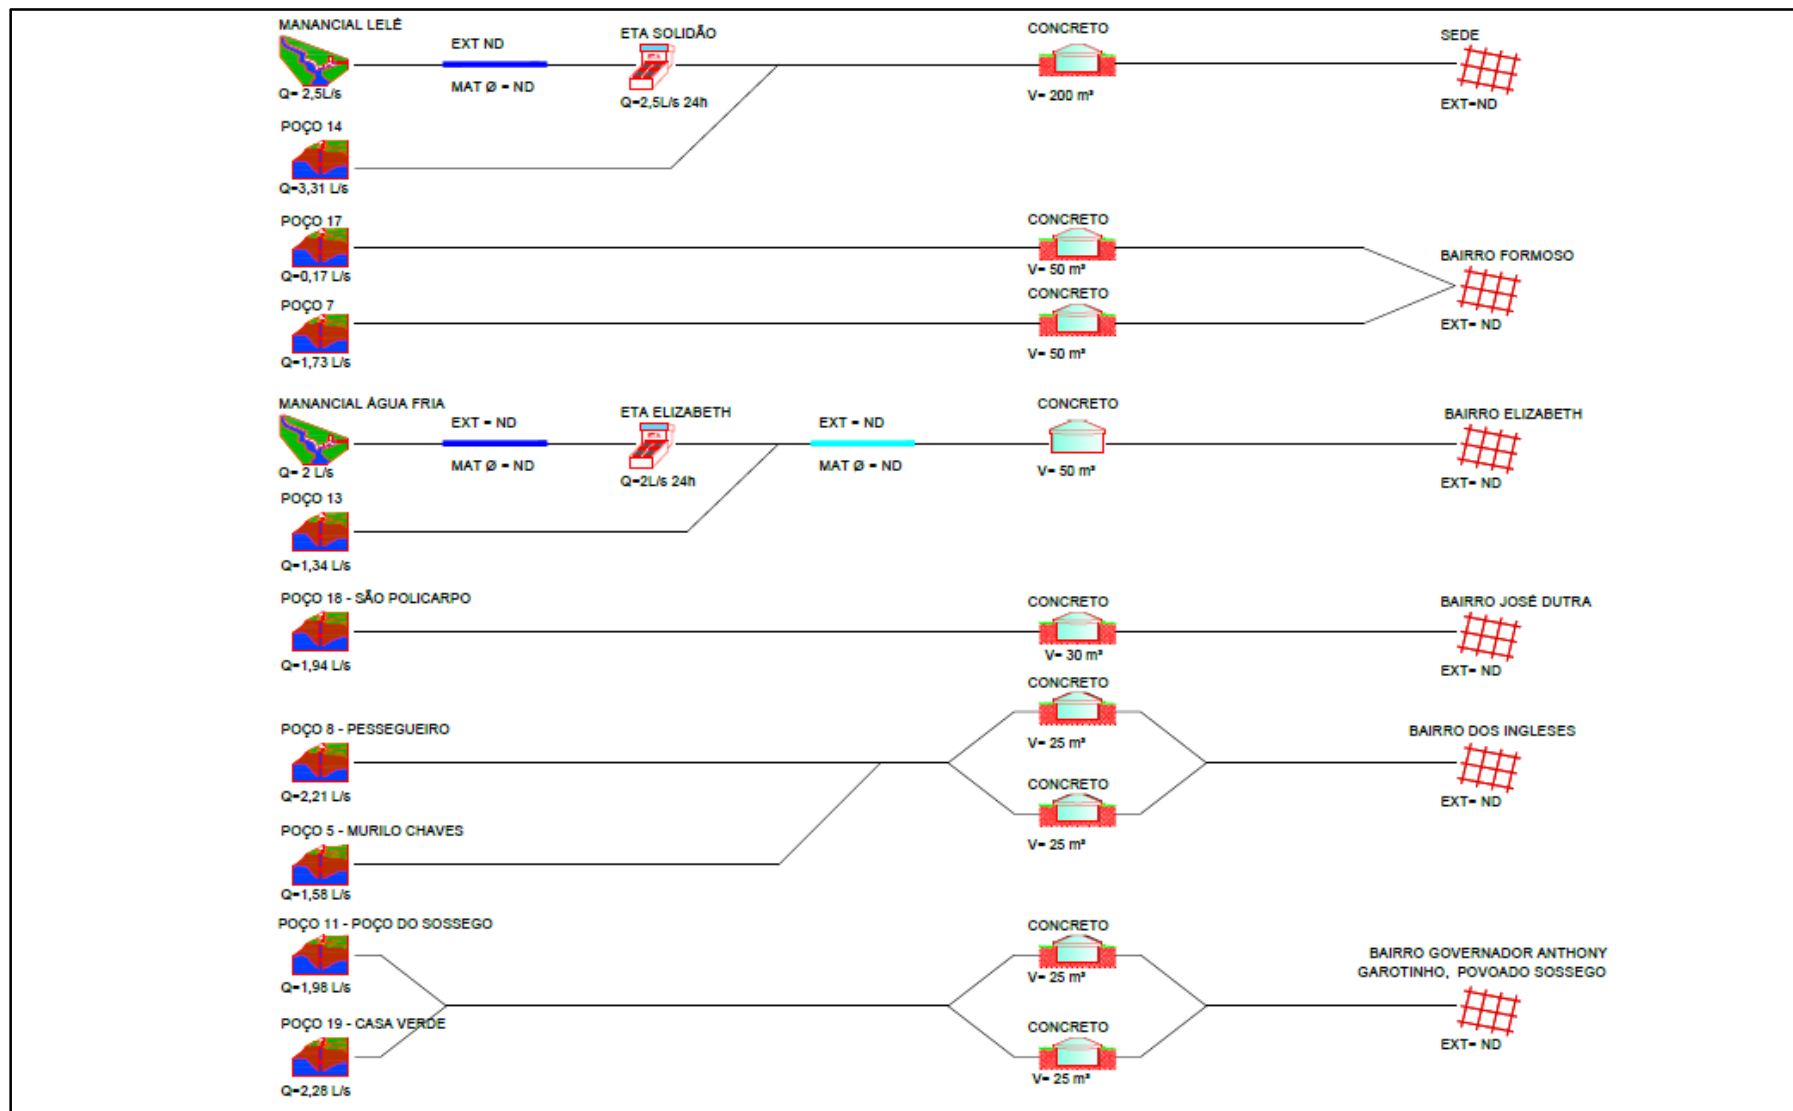 MANANCIAL LELÉ
EXT ND
MAT Ø = ND
Q= 2,5L/s
ETA SOLIDÃO
Q=2,5L/s 24h
CONCRETO
V= 200 m³
SEDE
EXT=ND
POÇO 14
Q=3,31 L/s
POÇO 17
Q=0,17 L/s
CONCRETO
V= 50 m³
BAIRRO FORMOSO
EXT= ND
POÇO 7
Q=1,73 L/s
CONCRETO
V= 50 m³
MANANCIAL ÁGUA FRIA
EXT = ND
MAT Ø = ND
Q= 2 L/s
ETA ELIZABETH
Q=2L/s 24h
EXT = ND
MAT Ø = ND
CONCRETO
V= 50 m³
BAIRRO ELIZABETH
EXT= ND
POÇO 13
Q=1,34 L/s
POÇO 18 - SÃO POLICARPO
Q=1,94 L/s
CONCRETO
V= 30 m³
BAIRRO JOSÉ DUTRA
EXT= ND
POÇO 8 - PESSEGUEIRO
Q=2,21 L/s
CONCRETO
V= 25 m³
BAIRRO DOS INGLESES
EXT= ND
POÇO 5 - MURILO CHAVES
Q=1,58 L/s
CONCRETO
V= 25 m³
POÇO 11 - POÇO DO SOSSEGO
Q=1,98 L/s
CONCRETO
V= 25 m³
BAIRRO GOVERNADOR ANTHONY
GAROTINHO, POVOADO SOSSEGO
EXT= ND
POÇO 19 - CASA VERDE
Q=2,28 L/s
CONCRETO
V= 25 m³